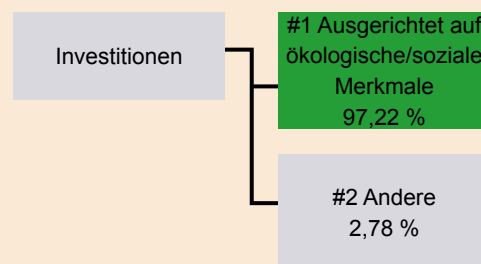 Investitionen
#1 Ausgerichtet auf
ökologische/soziale
Merkmale
97,22 %
#2 Andere
2,78 %